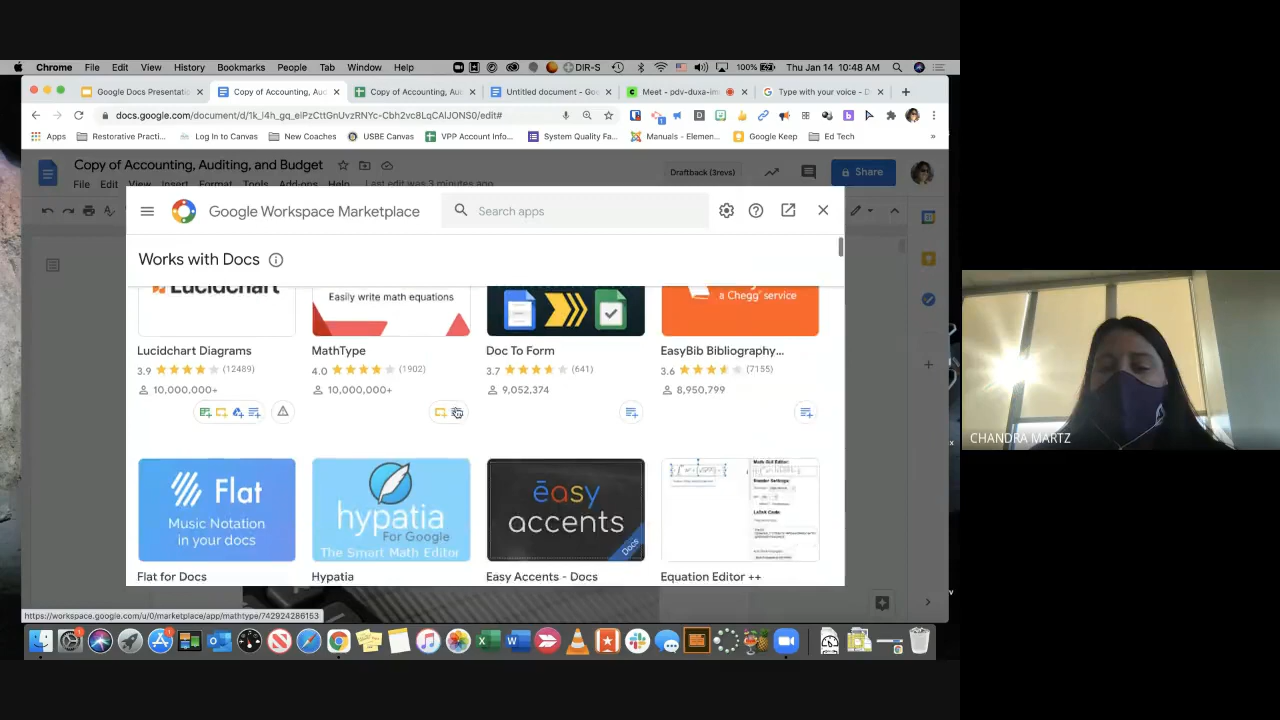 Chrome File Edit View History Bookmarks People Tab Window Help DIR-S 100% Thu Jan 14 10:48 AM
Google Docs Presentati Copy of Accounting, Aud Copy of Accounting, Au Untitled document - Goo Meet - pdv-duxa-im Type with your voice - D
docs.google.com/document/d/
Apps Restorative Practi... Log In to Canvas New Coaches USBE Canvas VPP Account Info... System Quality Fa... Manuals - Elemen... Google Keep Ed Tech
Copy of Accounting, Auditing, and Budget Draftback (3revs) Share
File Edit View Insert Format Tools Add-ons Help Last edit was 3 minutes ago
Google Workspace Marketplace Search apps
Works with Docs
Lucidchart Easily write math equations a Chegg service
Lucidchart Diagrams MathType Doc To Form EasyBib Bibliography...
3.9 (12489) 4.0 (1902) 3.7 (641) 3.6 (7155)
10,000,000+ 10,000,000+ 9,052,374 8,950,799
Flat
Music Notation
in your docs
hypatia
For Google
The Smart Math Editor
easy
accents
Docs
Flat for Docs Hypatia Easy Accents - Docs Equation Editor ++
https://workspace.google.com/u/0/marketplace/app/mathtype/742924286153
CHANDRA MARTZ